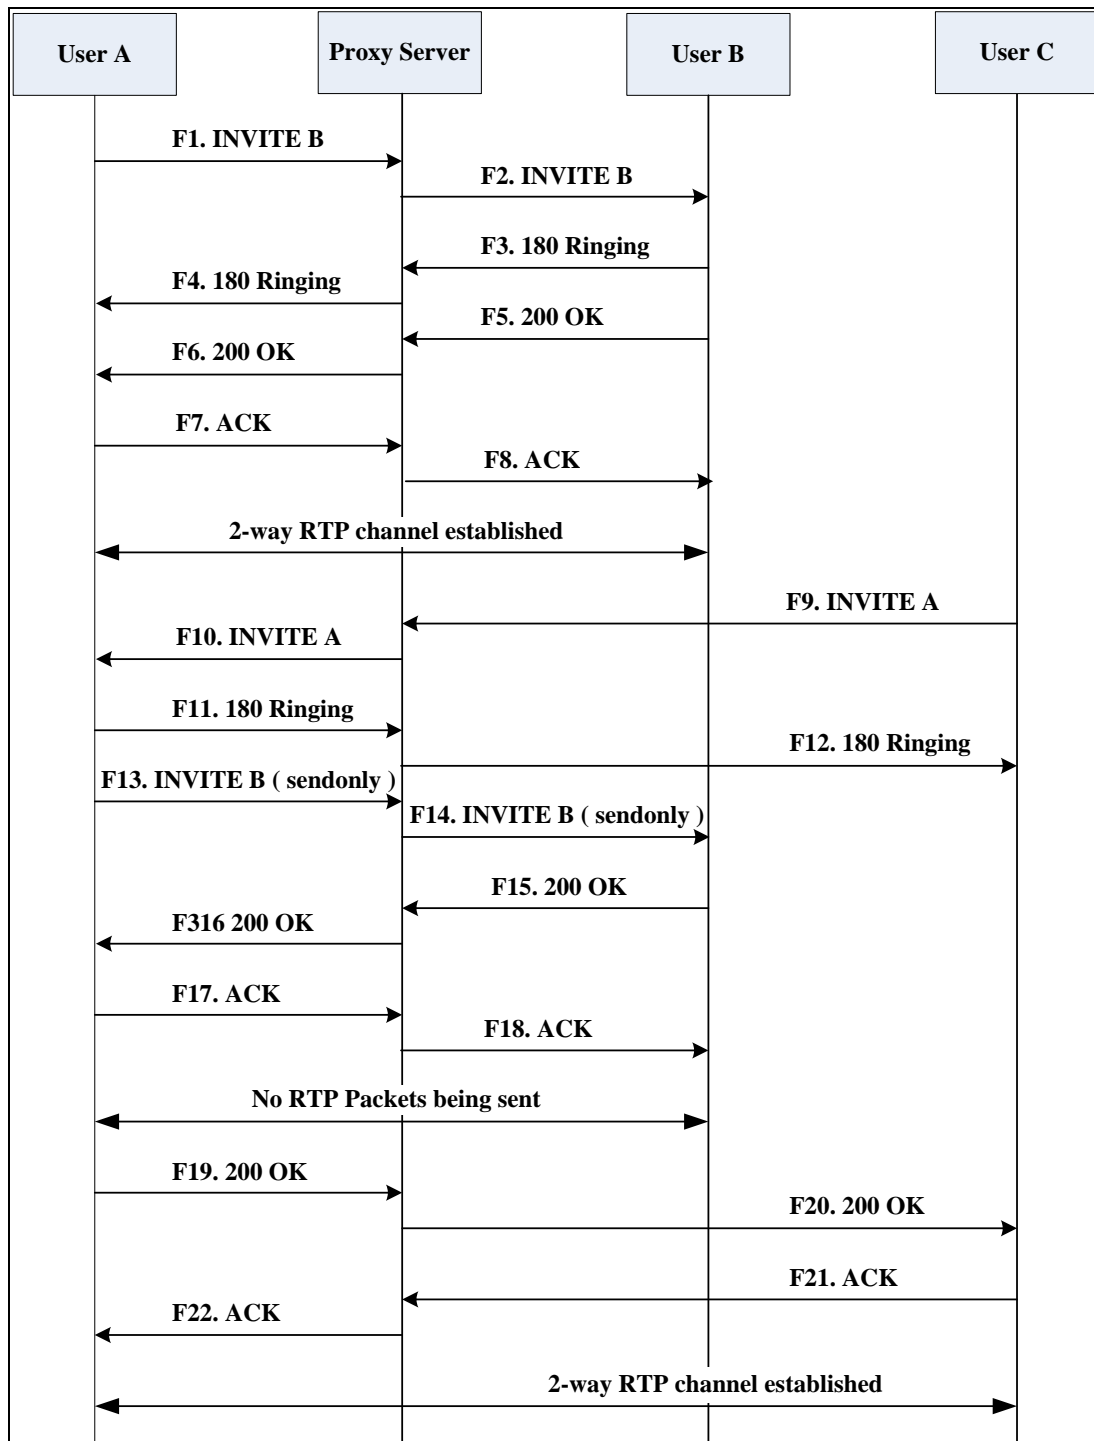 User A
Proxy Server
User B
User C
F1. INVITE B
F2. INVITE B
F3. 180 Ringing
F4. 180 Ringing
F5. 200 OK
F6. 200 OK
F7. ACK
F8. ACK
2-way RTP channel established
F9. INVITE A
F10. INVITE A
F11. 180 Ringing
F12. 180 Ringing
F13. INVITE B ( sendonly )
F14. INVITE B ( sendonly )
F15. 200 OK
F316 200 OK
F17. ACK
F18. ACK
No RTP Packets being sent
F19. 200 OK
F20. 200 OK
F21. ACK
F22. ACK
2-way RTP channel established